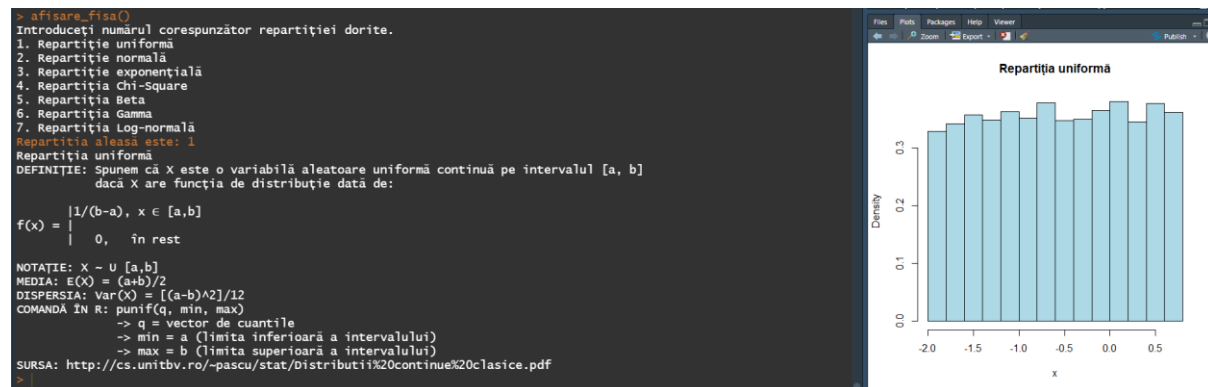 > afisare_fisa()
Introduceți numărul corespunzător repartiției dorite.
1. Repartiție uniformă
2. Repartiție normală
3. Repartiție exponențială
4. Repartiția Chi-Square
5. Repartiția Beta
6. Repartiția Gamma
7. Repartiția Log-normală
Repartitia aleasă este: 1
Repartiția uniformă
DEFINIȚIE: Spunem că X este o variabilă aleatoare uniformă continuă pe intervalul [a, b]
dacă X are funcția de distribuție dată de:
|1/(b-a), x ∈ [a,b]
f(x) = |
| 0, în rest
NOTAȚIE: X ~ U [a,b]
MEDIA: E(X) = (a+b)/2
DISPERSIA: Var(X) = [(a-b)^2]/12
COMANDĂ ÎN R: punif(q, min, max)
-> q = vector de cuantile
-> min = a (limita inferioară a intervalului)
-> max = b (limita superioară a intervalului)
SURSA: http://cs.unitbv.ro/~pascu/stat/Distributii%20continue%20clasice.pdf
>
Files Plots Packages Help Viewer
Zoom Export Publish
Repartiția uniformă
Density
0.3
0.2
0.1
0.0
-2.0 -1.5 -1.0 -0.5 0.0 0.5
x